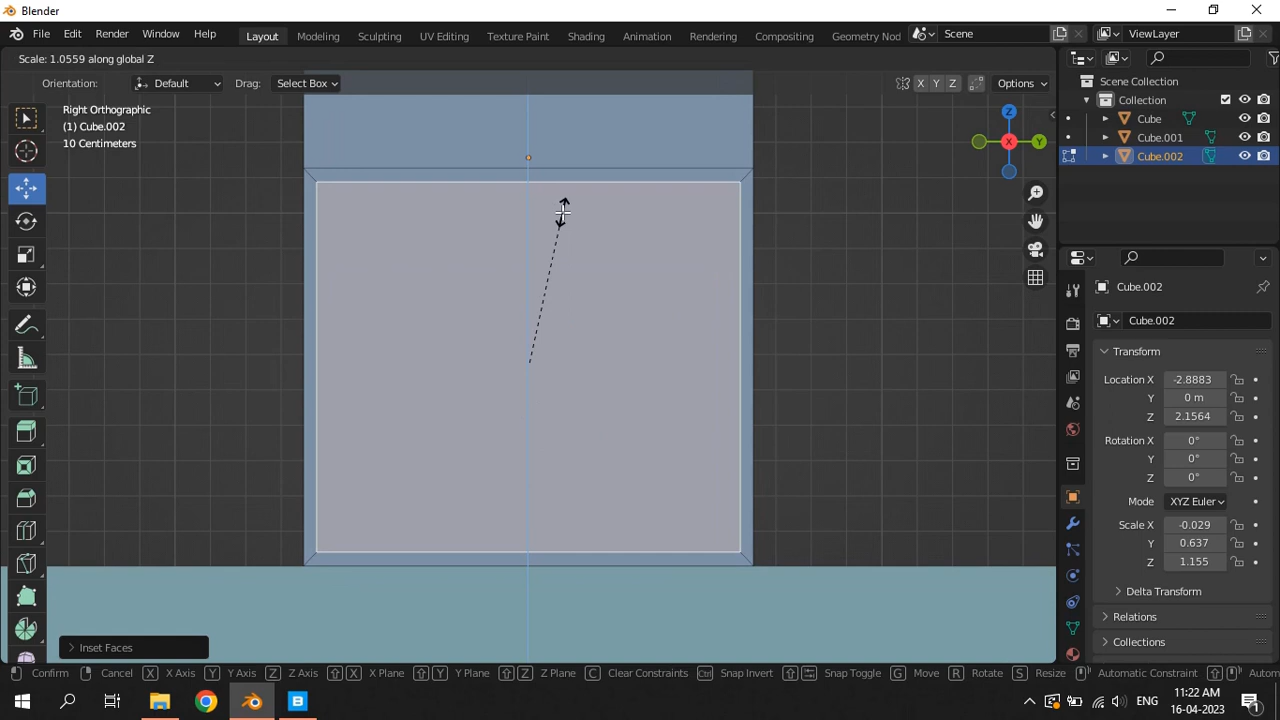 Blender
File Edit Render Window Help Layout Modeling Sculpting UV Editing Texture Paint Shading Animation Rendering Compositing Geometry Nod Scene ViewLayer
Scale: 1.0559 along global Z
Orientation: Default Drag: Select Box X Y Z Options
Right Orthographic
(1) Cube.002
10 Centimeters
Z
X
Y
Scene Collection
Collection
Cube
Cube.001
Cube.002
Cube.002
Cube.002
Transform
Location X -2.8883
Y 0 m
Z 2.1564
Rotation X 0°
Y 0°
Z 0°
Mode XYZ Euler
Scale X -0.029
Y 0.637
Z 1.155
Delta Transform
Relations
Collections
Inset Faces
Confirm Cancel X X Axis Y Y Axis Z Z Axis X X Plane Y Y Plane Z Z Plane C Clear Constraints Ctrl Snap Invert Snap Toggle G Move R Rotate S Resize Automatic Constraint Autom
ENG
11:22 AM
16-04-2023
1